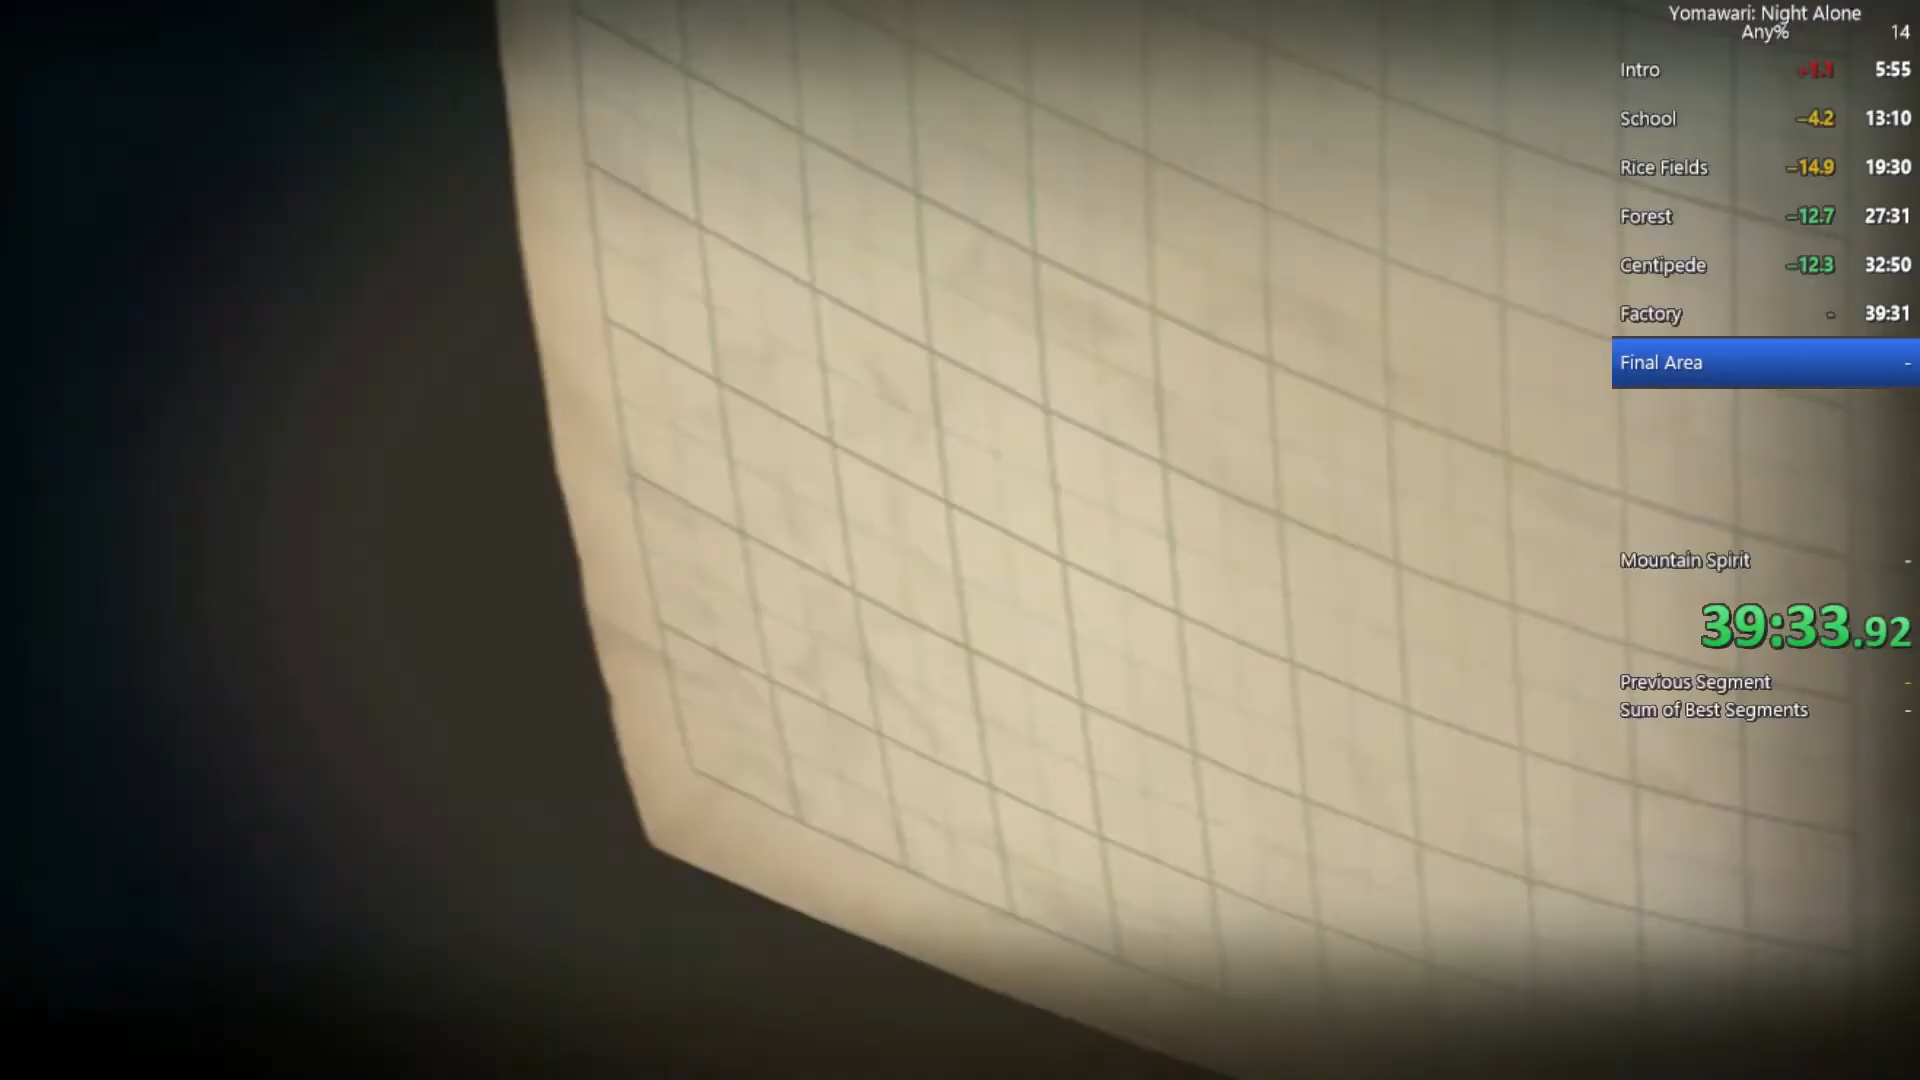 Yomawari: Night Alone
Any% 14
Intro +1.1 5:55
School −4.2 13:10
Rice Fields −14.9 19:30
Forest −12.7 27:31
Centipede −12.3 32:50
Factory - 39:31
Final Area -
Mountain Spirit -
39:33.92
Previous Segment -
Sum of Best Segments -